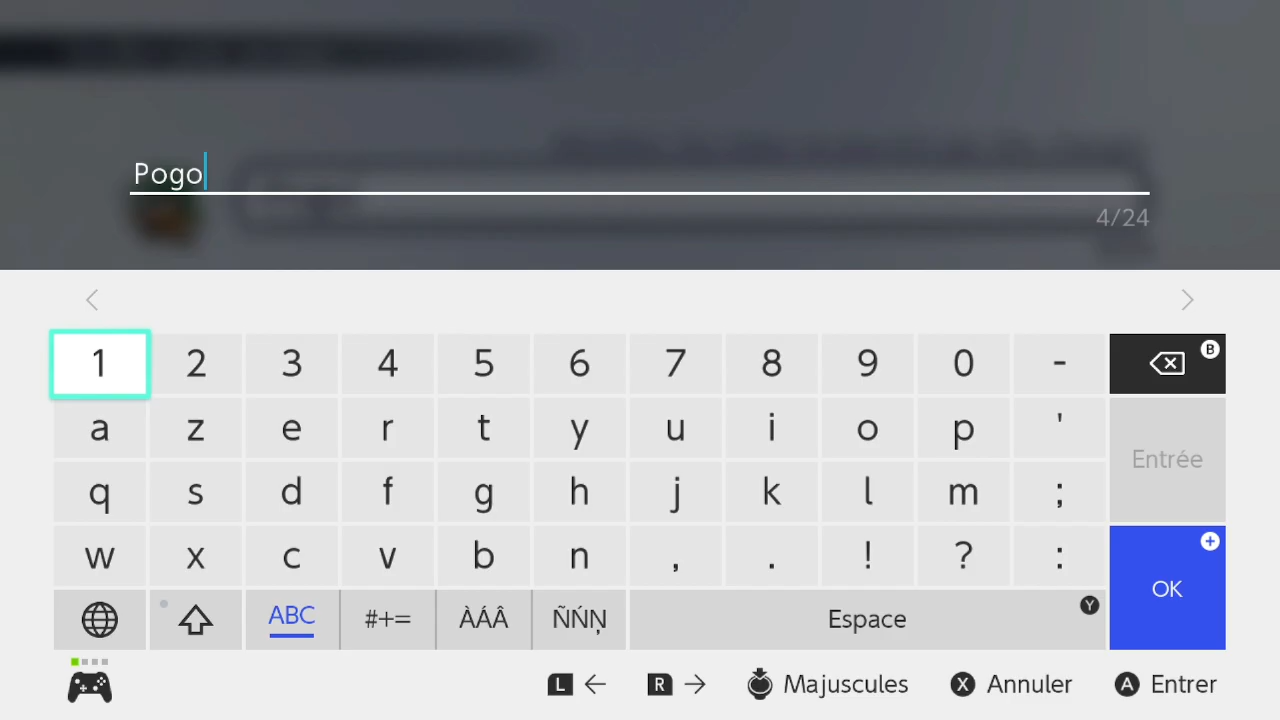 Pogo
4/24
1 2 3 4 5 6 7 8 9 0 - B
a z e r t y u i o p '
Entrée
q s d f g h j k l m ;
w x c v b n , . ! ? :
OK
ABC #+= ÀÁÂ ÑŃŅ Espace Y
L ← R → Majuscules X Annuler A Entrer